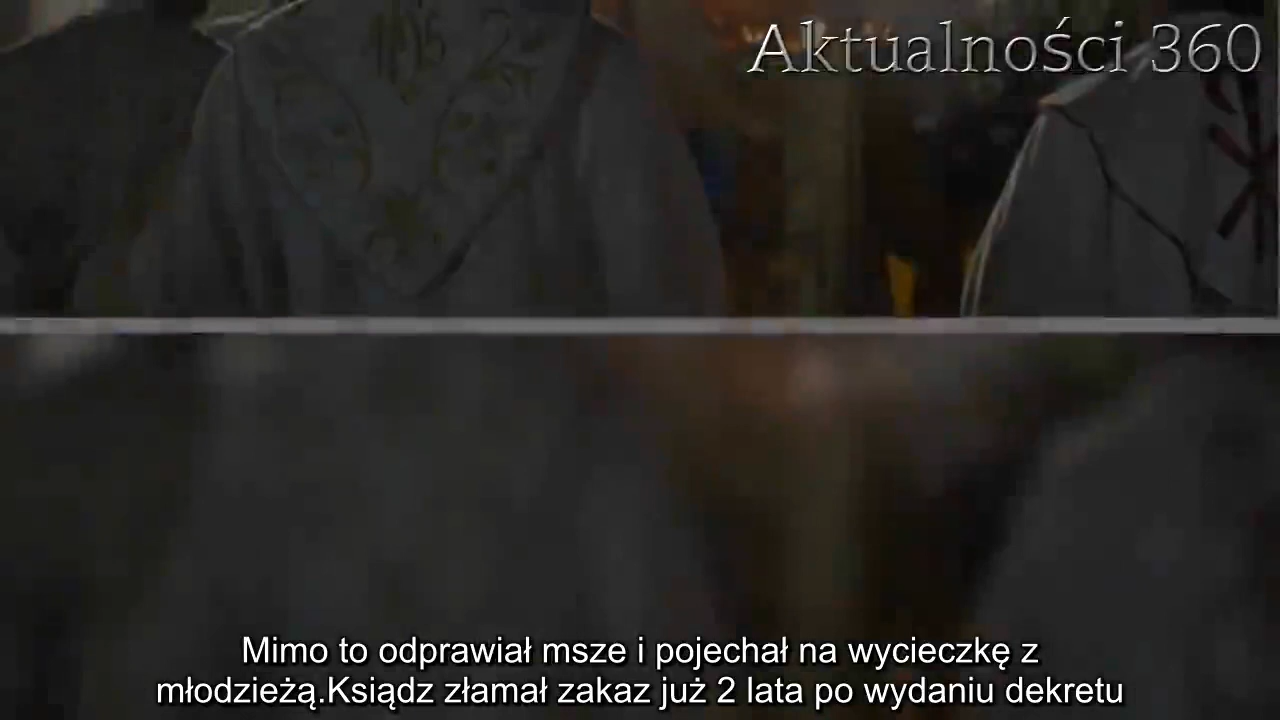 Aktualności 360
Mimo to odprawiał msze i pojechał na wycieczkę z
młodzieżą.Ksiądz złamał zakaz już 2 lata po wydaniu dekretu